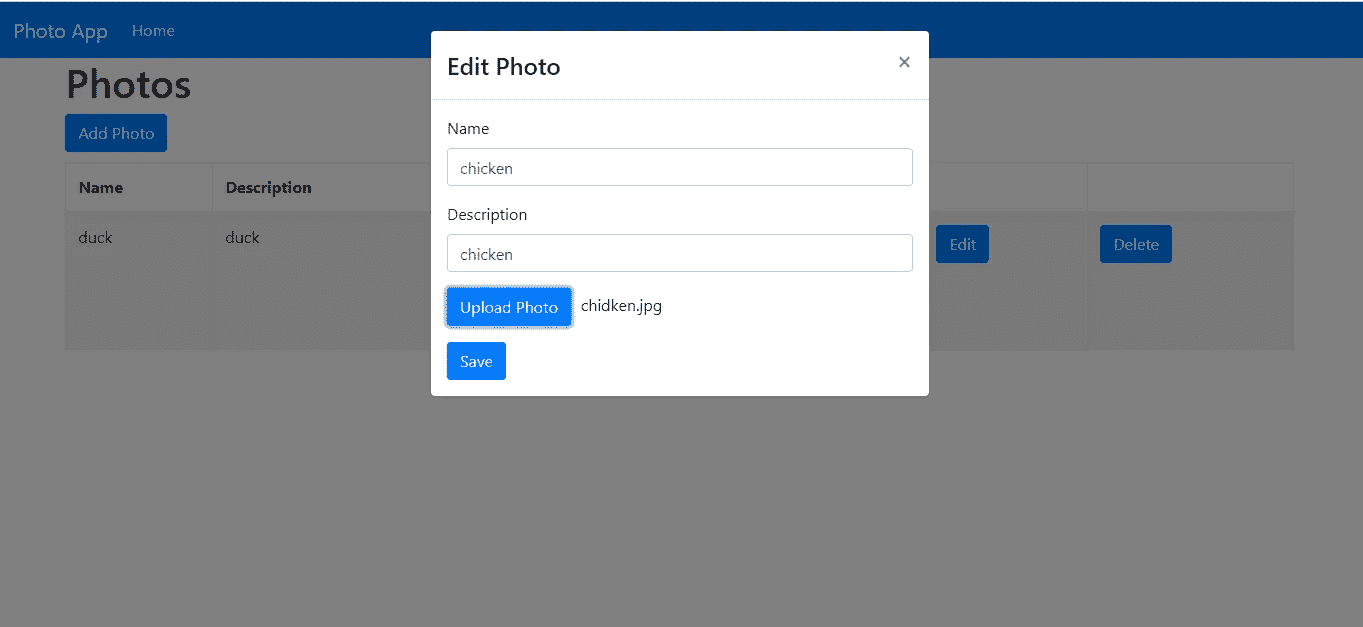 Photo App Home
Photos
Add Photo
Name Description
duck duck Edit Delete
Edit Photo ×
Name
chicken
Description
chicken
Upload Photo chidken.jpg
Save